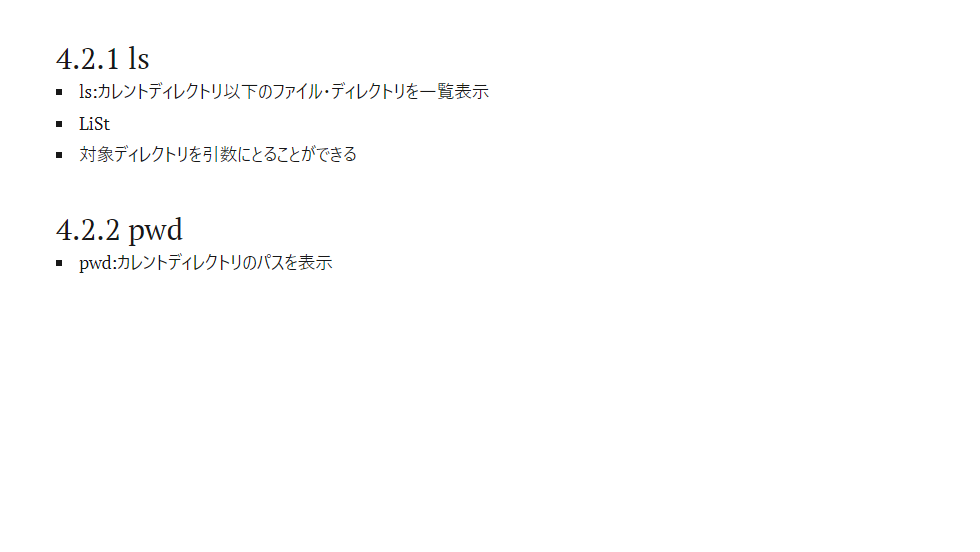 4.2.1 ls
ls:カレントディレクトリ以下のファイル・ディレクトリを一覧表示
LiSt
対象ディレクトリを引数にとることができる
4.2.2 pwd
pwd:カレントディレクトリのパスを表示